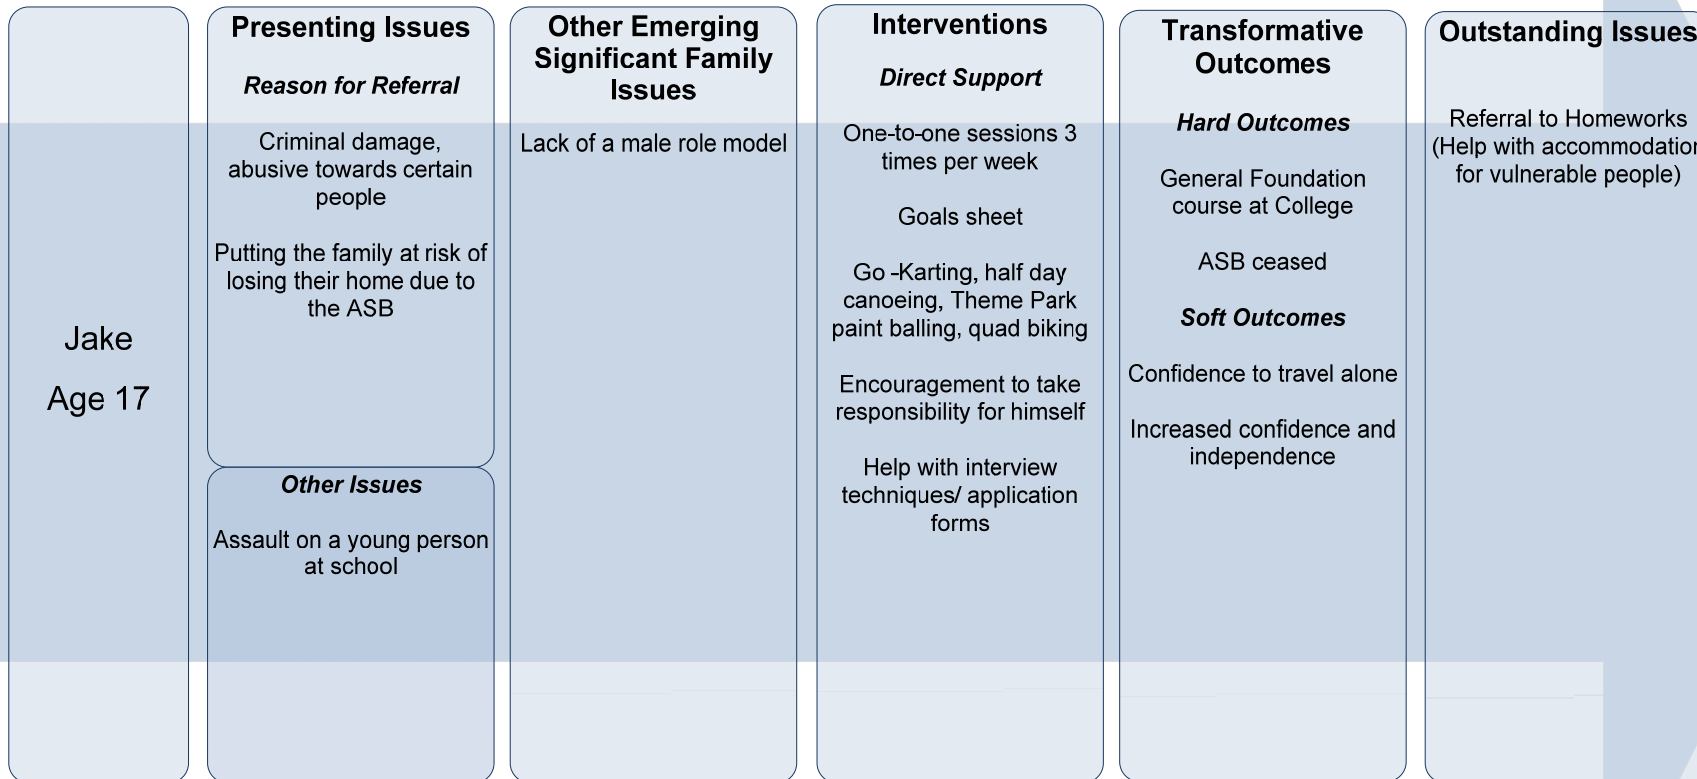 Jake
Age 17
Presenting Issues
Reason for Referral
Criminal damage,
abusive towards certain
people
Putting the family at risk of
losing their home due to
the ASB
Other Issues
Assault on a young person
at school
Other Emerging
Significant Family
Issues
Lack of a male role model
Interventions
Direct Support
One-to-one sessions 3
times per week
Goals sheet
Go -Karting, half day
canoeing, Theme Park
paint balling, quad biking
Encouragement to take
responsibility for himself
Help with interview
techniques/ application
forms
Transformative
Outcomes
Hard Outcomes
General Foundation
course at College
ASB ceased
Soft Outcomes
Confidence to travel alone
Increased confidence and
independence
Outstanding Issues
Referral to Homeworks
(Help with accommodation
for vulnerable people)